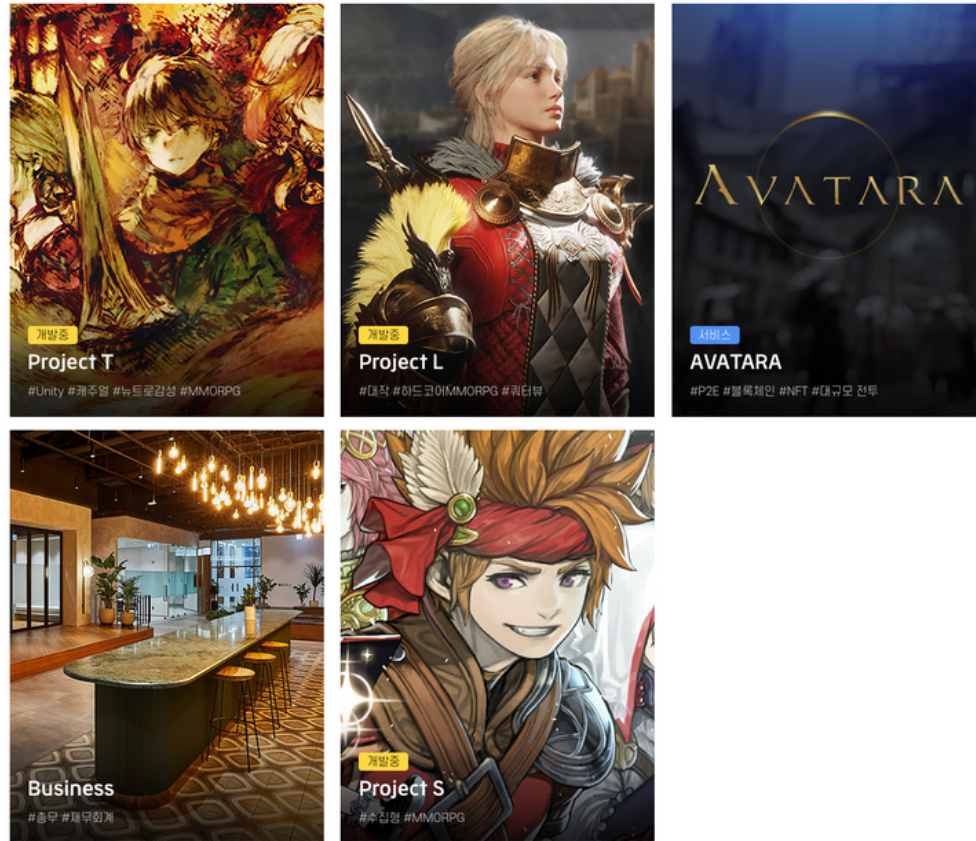 개발중
Project T
#Unity #캐주얼 #뉴트로감성 #MMORPG
개발중
Project L
#대작 #하드코어MMORPG #쿼터뷰
AVATARA
서비스
AVATARA
#P2E #블록체인 #NFT #대규모 전투
Business
#총무 #재무회계
개발중
Project S
#수집형 #MMORPG